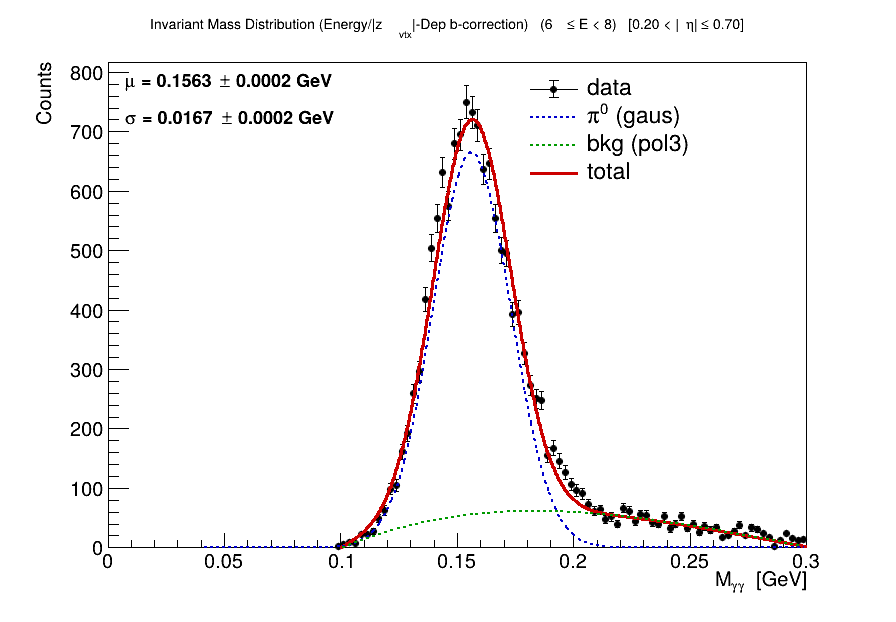 Invariant Mass Distribution (Energy/|z_vtx|-Dep b-correction) (6 ≤ E < 8) [0.20 < | η| ≤ 0.70]
μ = 0.1563 ± 0.0002 GeV
σ = 0.0167 ± 0.0002 GeV
data
π⁰ (gaus)
bkg (pol3)
total
Counts
800
700
600
500
400
300
200
100
0
0 0.05 0.1 0.15 0.2 0.25 0.3
M_γγ [GeV]